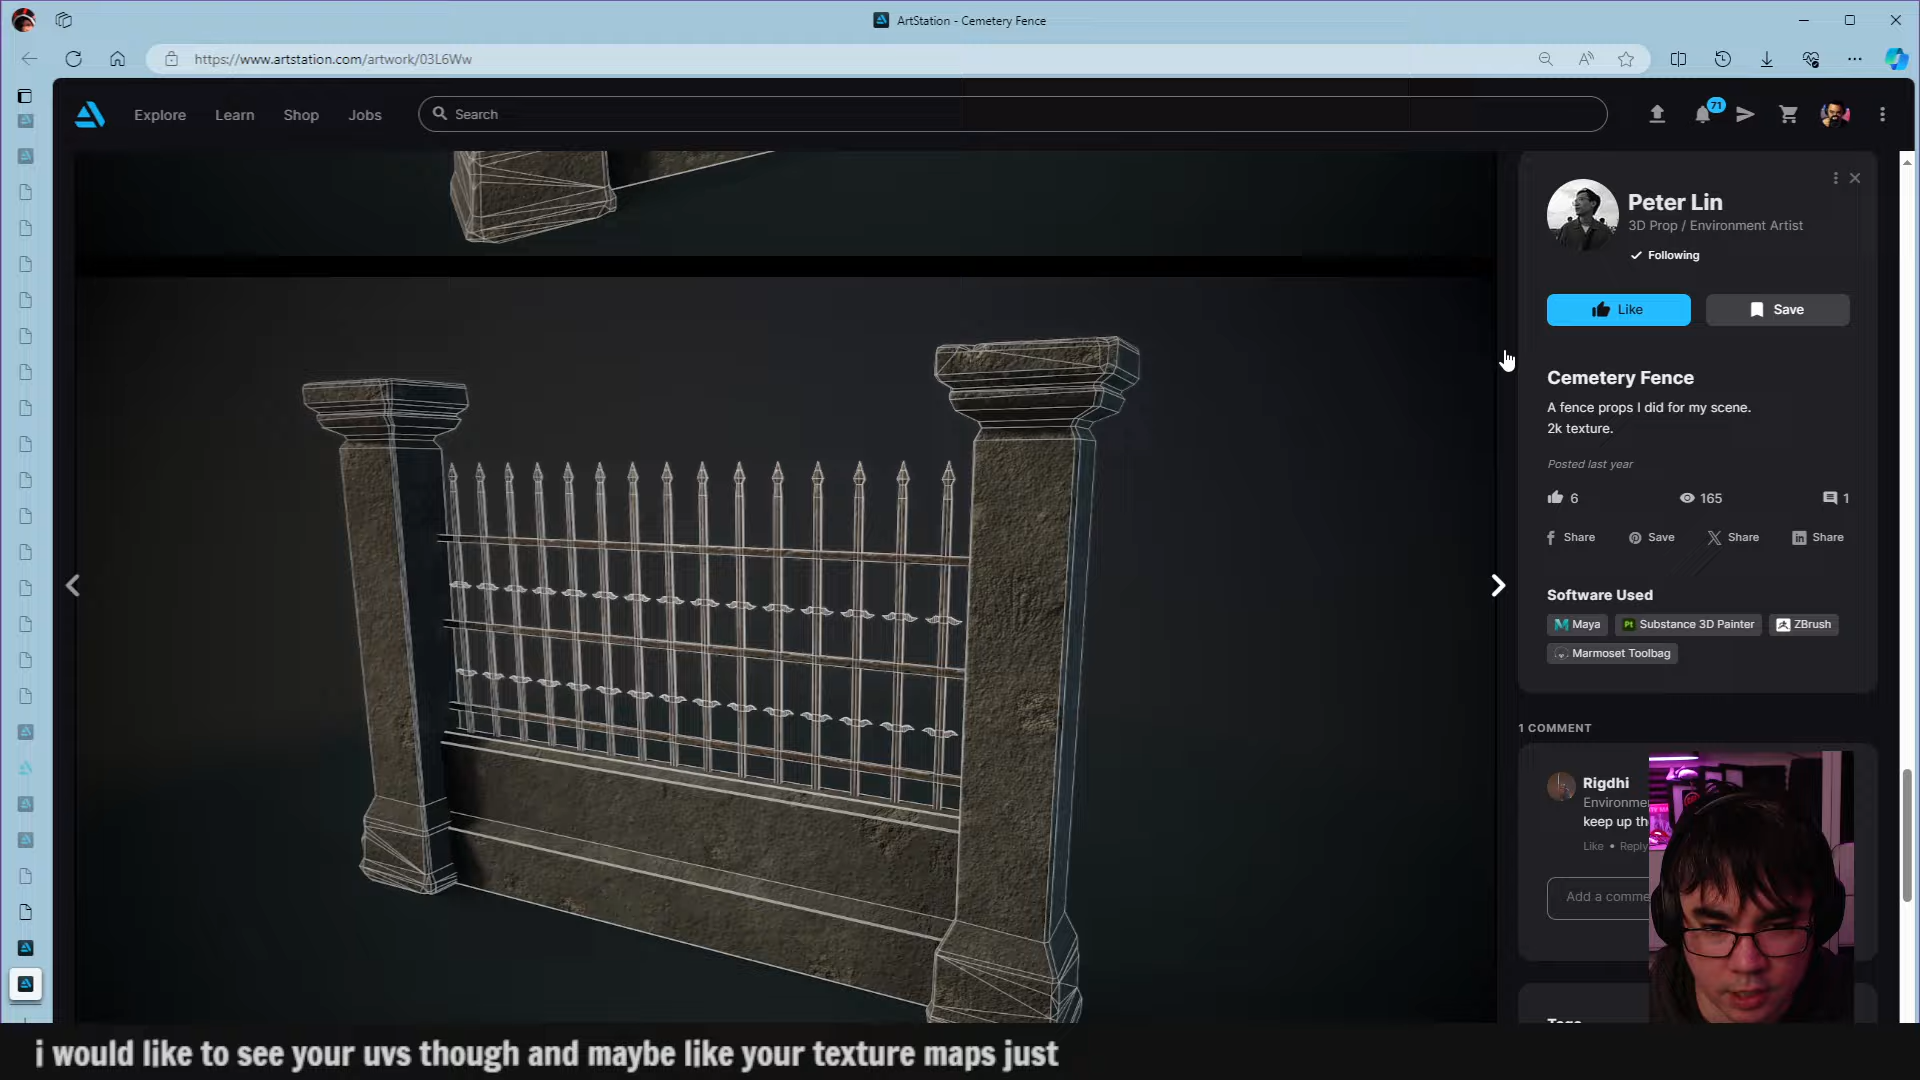 ArtStation - Cemetery Fence
https://www.artstation.com/artwork/03L6Ww
Explore
Learn
Shop
Jobs
Search
71
Peter Lin
3D Prop / Environment Artist
Following
Like
Save
Cemetery Fence
A fence props I did for my scene.
2k texture.
Posted last year
6
165
1
Share
Save
Share
Share
Software Used
Maya
Substance 3D Painter
ZBrush
Marmoset Toolbag
1 COMMENT
Rigdhi
keep up
Like • Reply
Add a
i would like to see your uvs though and maybe like your texture maps just